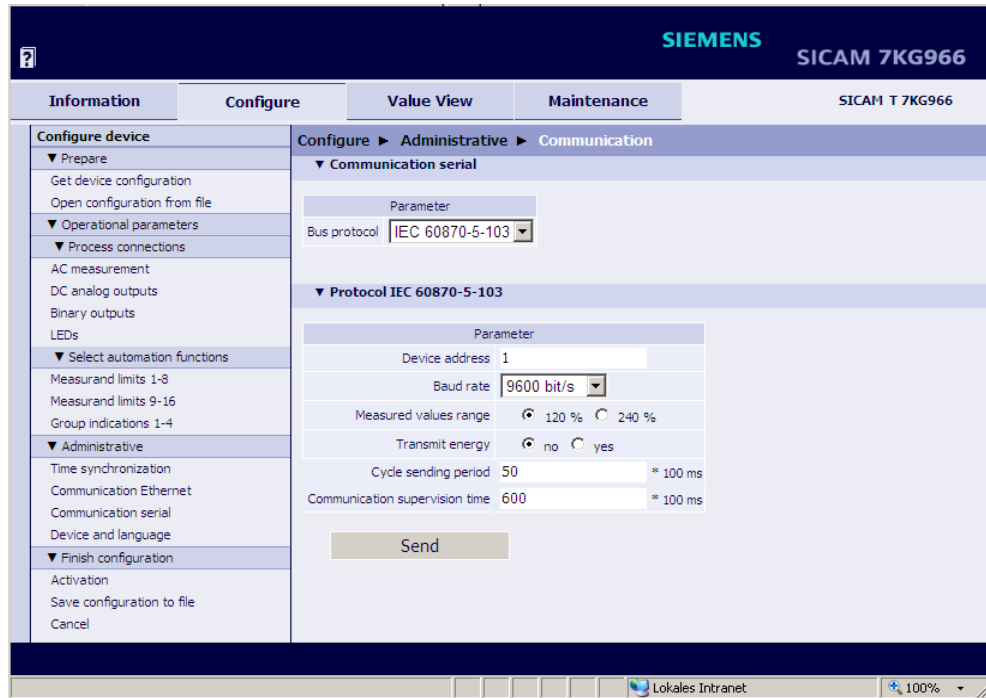 SIEMENS
SICAM 7KG966
?
Information
Configure
Value View
Maintenance
SICAM T 7KG966
Configure device
▼ Prepare
Get device configuration
Open configuration from file
▼ Operational parameters
▼ Process connections
AC measurement
DC analog outputs
Binary outputs
LEDs
▼ Select automation functions
Measurand limits 1-8
Measurand limits 9-16
Group indications 1-4
▼ Administrative
Time synchronization
Communication Ethernet
Communication serial
Device and language
▼ Finish configuration
Activation
Save configuration to file
Cancel
Configure ► Administrative ► Communication
▼ Communication serial
Parameter
Bus protocol IEC 60870-5-103
▼ Protocol IEC 60870-5-103
Parameter
Device address 1
Baud rate 9600 bit/s
Measured values range 120 % 240 %
Transmit energy no yes
Cycle sending period 50 * 100 ms
Communication supervision time 600 * 100 ms
Send
Lokales Intranet
100%